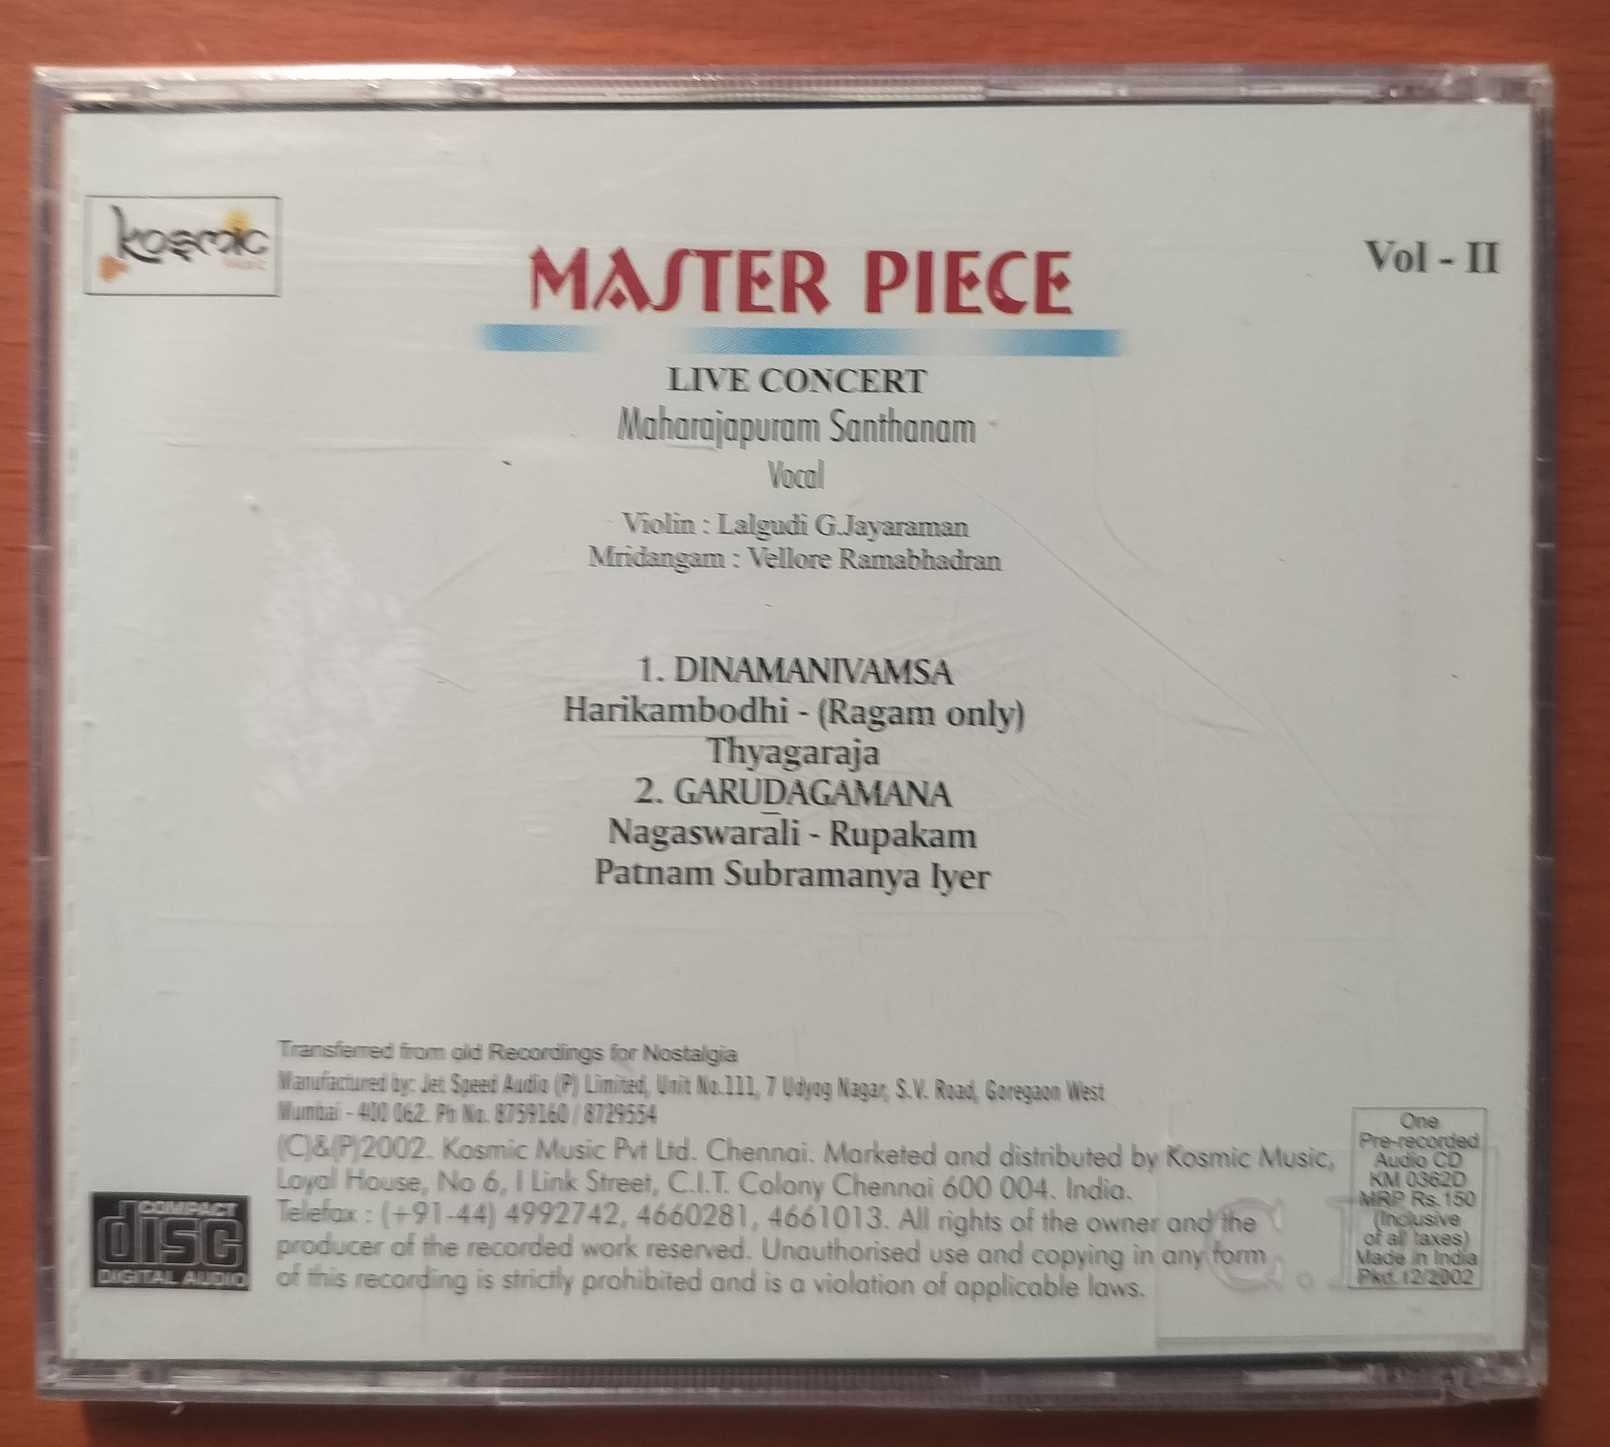 kosmic
music
MASTER PIECE
Vol - II
LIVE CONCERT
Maharajapuram Santhanam
Vocal
Violin : Lalgudi G.Jayaraman
Mridangam : Vellore Ramabhadran
1. DINAMANIVAMSA
Harikambodhi - (Ragam only)
Thyagaraja
2. GARUDAGAMANA
Nagaswarali - Rupakam
Patnam Subramanya Iyer
Transferred from old Recordings for Nostalgia
Manufactured by: Jet Speed Audio (P) Limited, Unit No.111, 7 Udyog Nagar, S.V. Road, Goregaon West
Mumbai - 400 062. Ph No. 8759160 / 8729554
(C)&(P)2002. Kosmic Music Pvt Ltd. Chennai. Marketed and distributed by Kosmic Music,
Loyal House, No 6, I Link Street, C.I.T. Colony Chennai 600 004. India.
Telefax : (+91-44) 4992742, 4660281, 4661013. All rights of the owner and the
producer of the recorded work reserved. Unauthorised use and copying in any form
of this recording is strictly prohibited and is a violation of applicable laws.
COMPACT
disc
DIGITAL AUDIO
One
Pre-recorded
Audio CD
KM 0362D
MRP Rs.150
(Inclusive
of all taxes)
Made in India
Pkd.12/2002